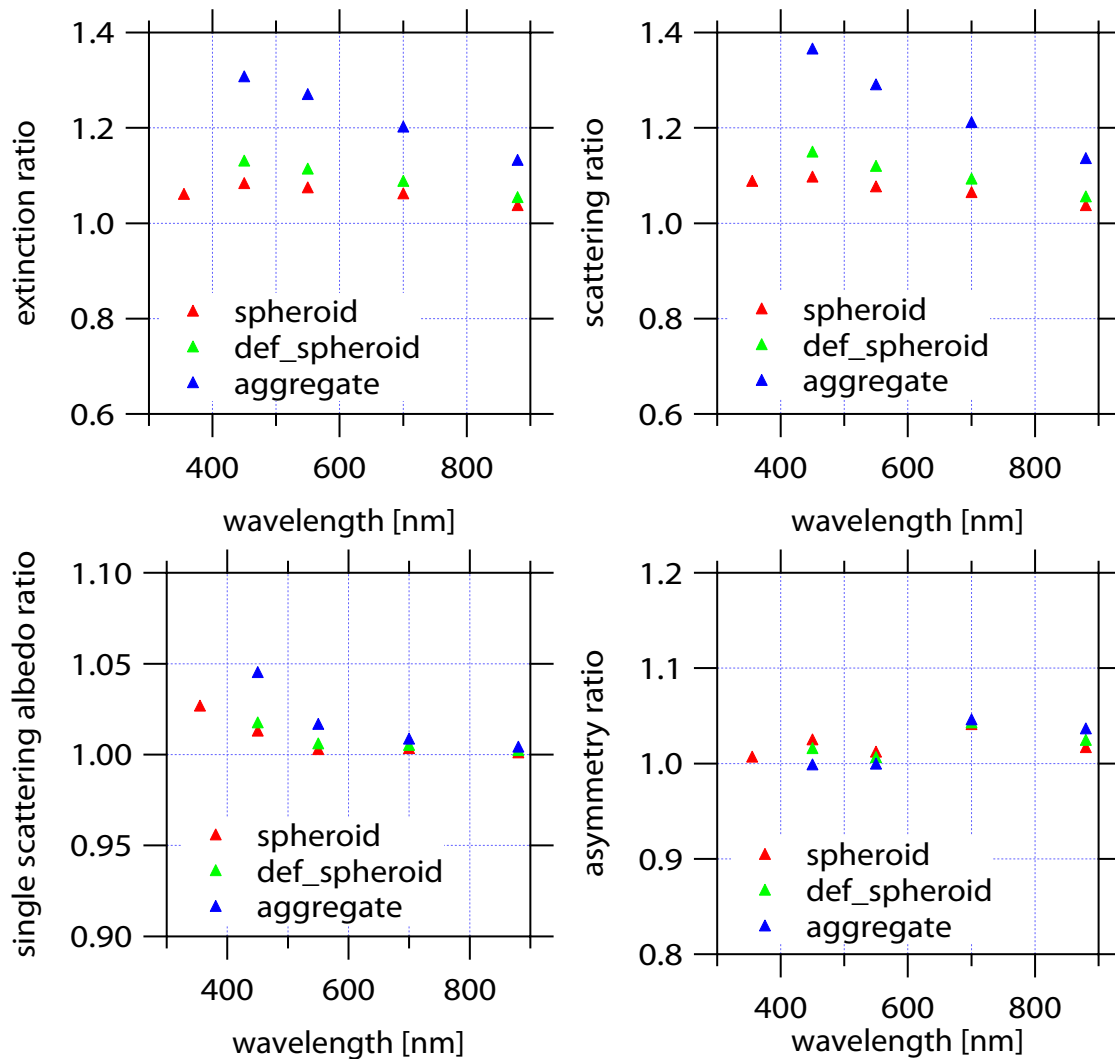 extinction ratio
1.4
1.2
1.0
0.8
0.6
spheroid
def_spheroid
aggregate
400
600
800
wavelength [nm]
scattering ratio
1.4
1.2
1.0
0.8
0.6
spheroid
def_spheroid
aggregate
400
600
800
wavelength [nm]
single scattering albedo ratio
1.10
1.05
1.00
0.95
0.90
spheroid
def_spheroid
aggregate
400
600
800
wavelength [nm]
asymmetry ratio
1.2
1.1
1.0
0.9
0.8
spheroid
def_spheroid
aggregate
400
600
800
wavelength [nm]